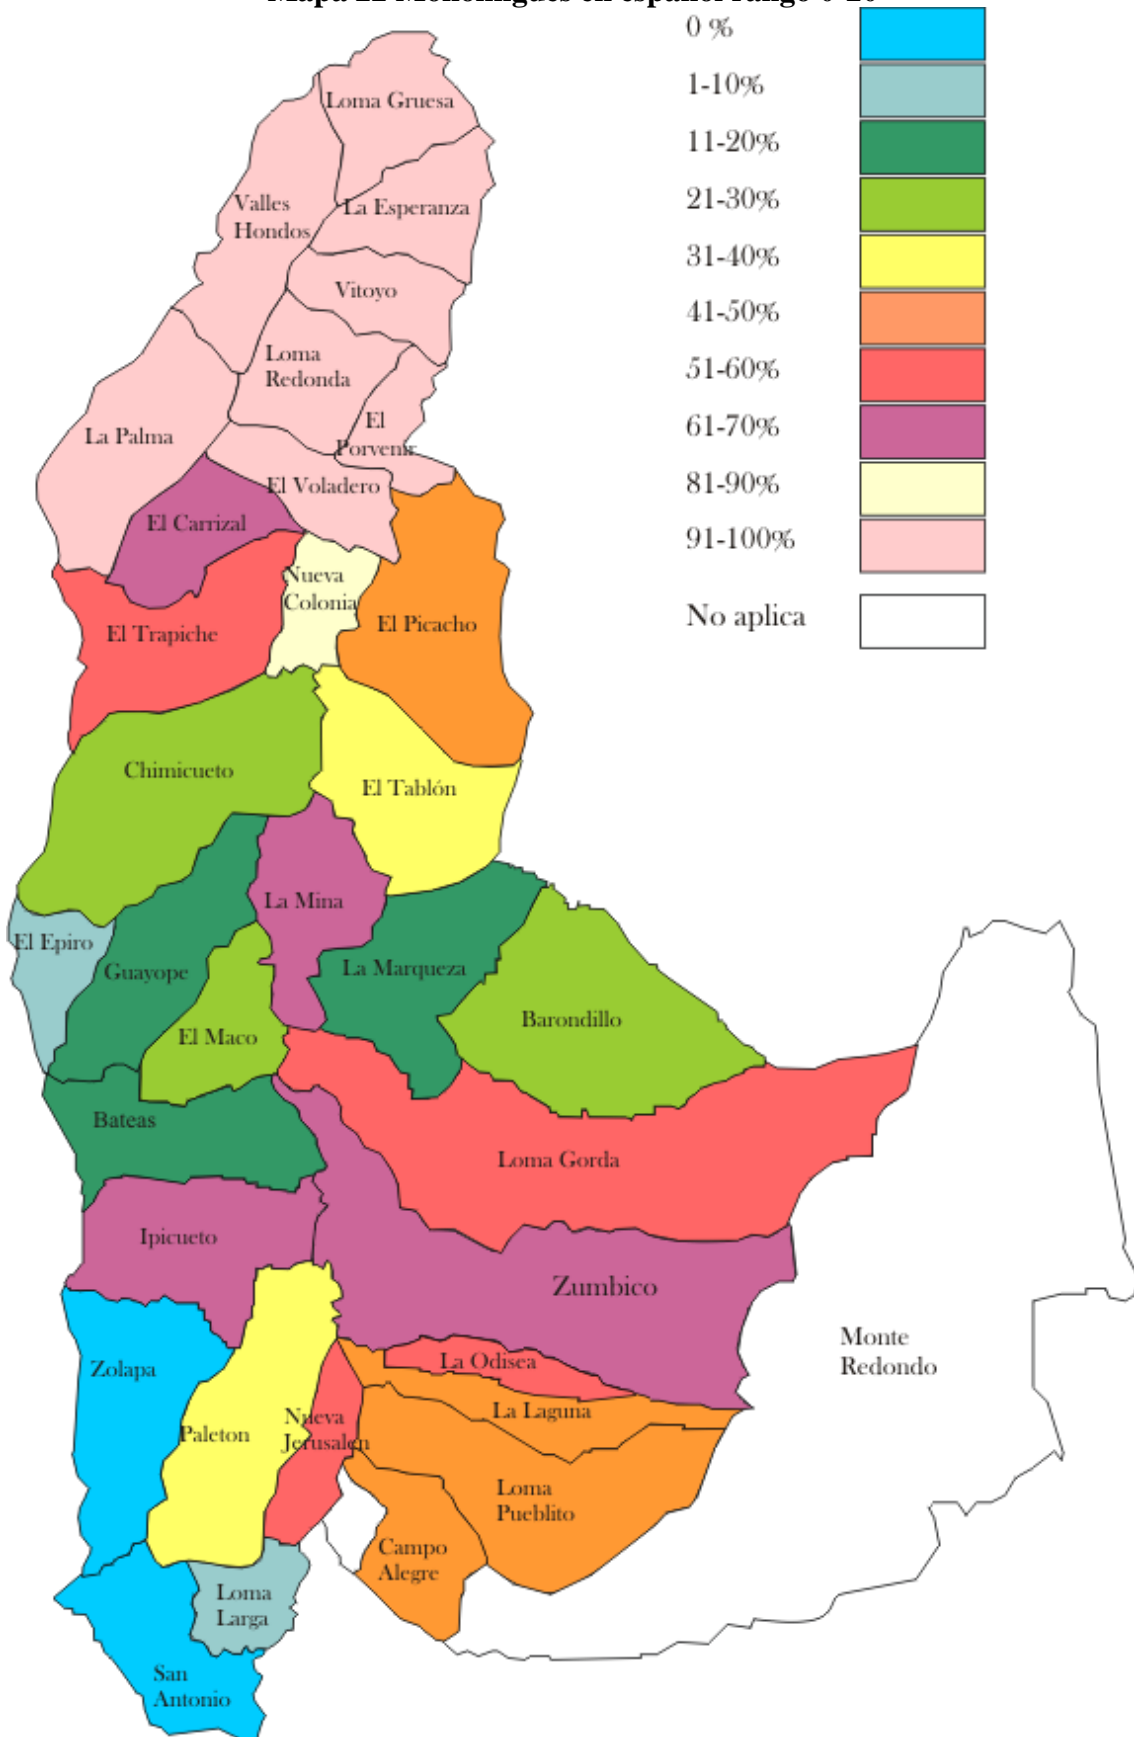 0 %
1-10%
11-20%
21-30%
31-40%
41-50%
51-60%
61-70%
81-90%
91-100%
No aplica
Loma Gruesa
Valles
Hondos
La Esperanza
Vitoyo
Loma
Redonda
El
Porvenir
La Palma
El Voladero
El Carrizal
Nueva
Colonia
El Picacho
El Trapiche
Chimicueto
El Tablón
La Mina
El Epiro
Guayope
La Marqueza
Barondillo
El Maco
Bateas
Loma Gorda
Ipicueto
Zumbico
Monte
Redondo
Zolapa
La Odisea
La Laguna
Paleton
Nueva
Jerusalen
Loma
Pueblito
Campo
Alegre
Loma
Larga
San
Antonio